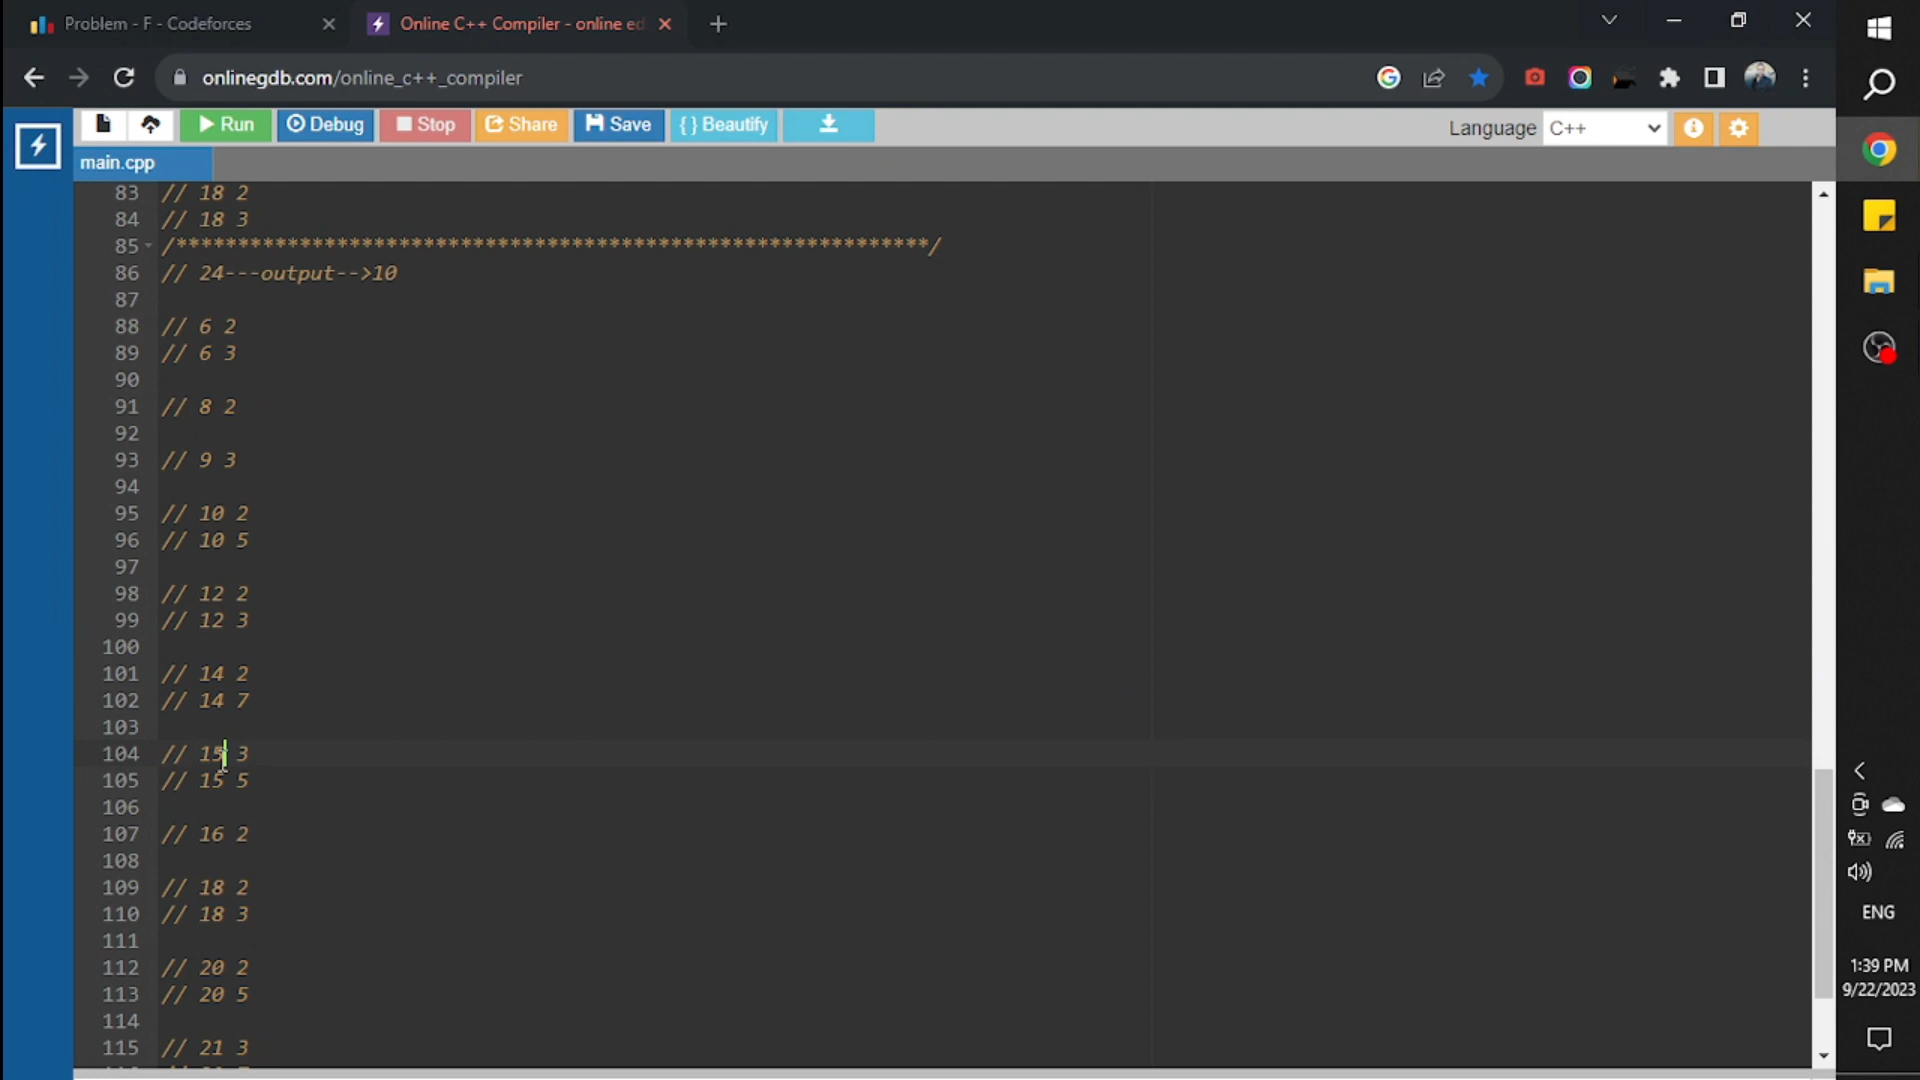 Problem - F - Codeforces
Online C++ Compiler - online ed
onlinegdb.com/online_c++_compiler
Run
Debug
Stop
Share
Save
{ } Beautify
Language
C++
main.cpp
83 // 18 2
84 // 18 3
85 /**************************************************************/
86 // 24---output-->10
87
88 // 6 2
89 // 6 3
90
91 // 8 2
92
93 // 9 3
94
95 // 10 2
96 // 10 5
97
98 // 12 2
99 // 12 3
100
101 // 14 2
102 // 14 7
103
104 // 15 3
105 // 15 5
106
107 // 16 2
108
109 // 18 2
110 // 18 3
111
112 // 20 2
113 // 20 5
114
115 // 21 3
ENG
1:39 PM
9/22/2023